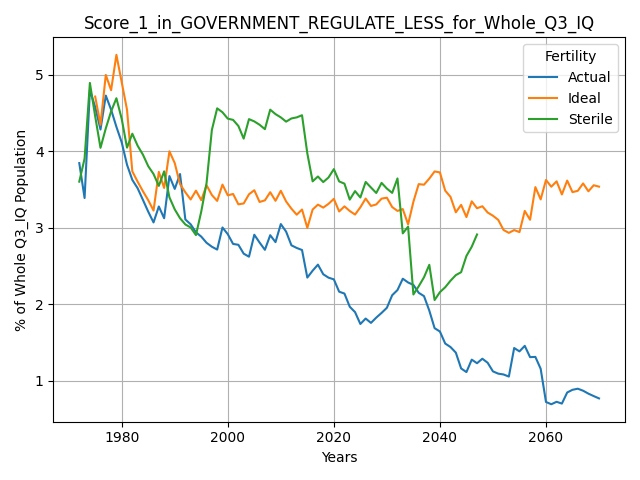 Score_1_in_GOVERNMENT_REGULATE_LESS_for_Whole_Q3_IQ
Fertility
Actual
Ideal
Sterile
% of Whole Q3_IQ Population
5
4
3
2
1
1980 2000 2020 2040 2060
Years